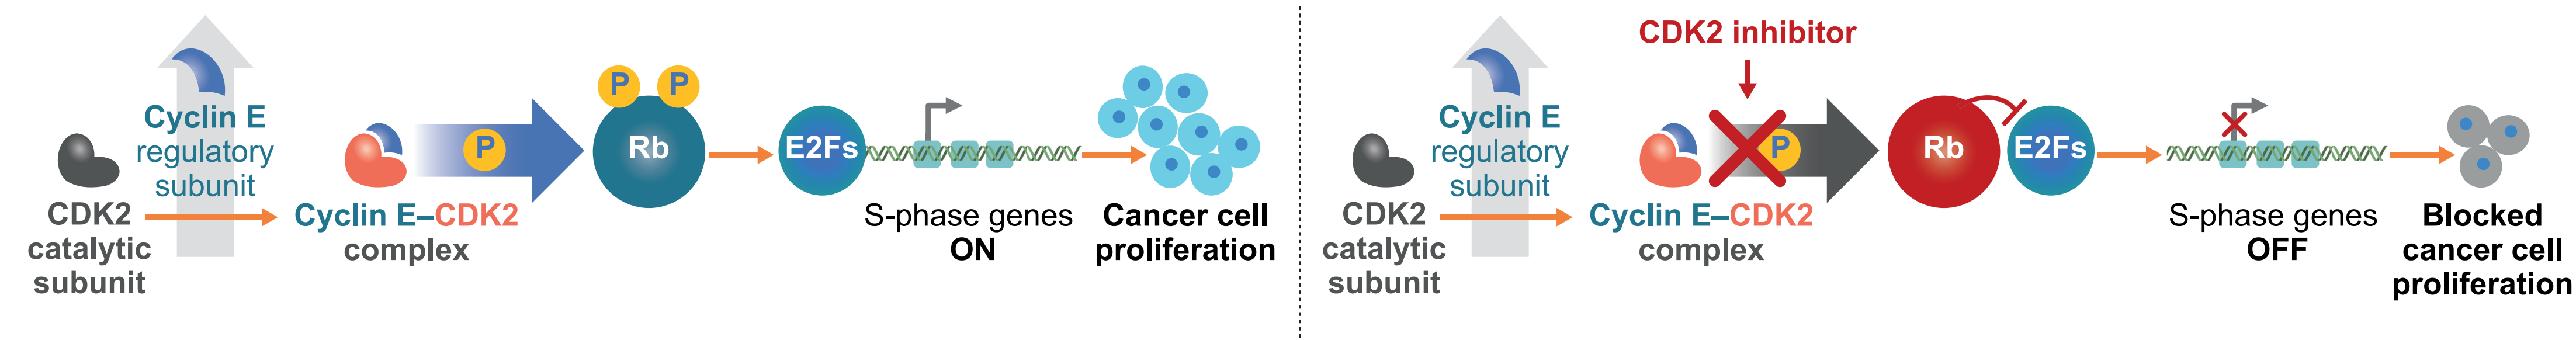 Cyclin E
regulatory
subunit
CDK2
catalytic
subunit
Cyclin E–CDK2
complex
P
P
P
Rb
E2Fs
S-phase genes
ON
Cancer cell
proliferation
CDK2 inhibitor
Cyclin E
regulatory
subunit
CDK2
catalytic
subunit
Cyclin E–CDK2
complex
P
Rb
E2Fs
S-phase genes
OFF
Blocked
cancer cell
proliferation